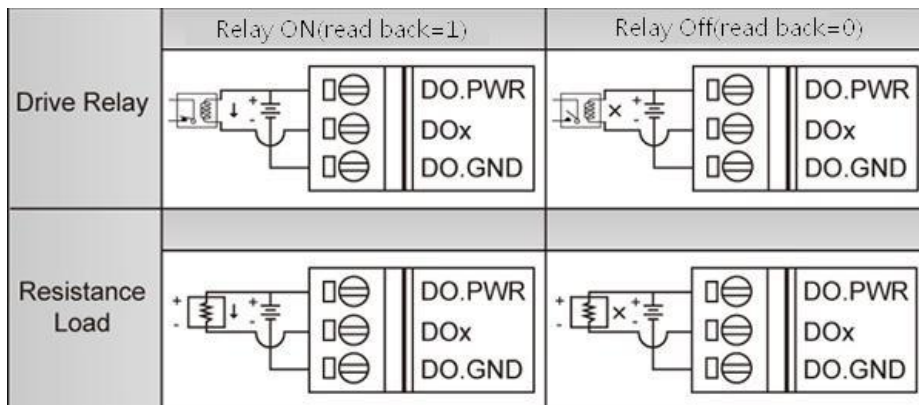 Relay ON(read back=1)
Relay Off(read back=0)
Drive Relay
+
-
DO.PWR
DOx
DO.GND
+
-
DO.PWR
DOx
DO.GND
Resistance
Load
+
-
+
-
DO.PWR
DOx
DO.GND
+
-
+
-
DO.PWR
DOx
DO.GND